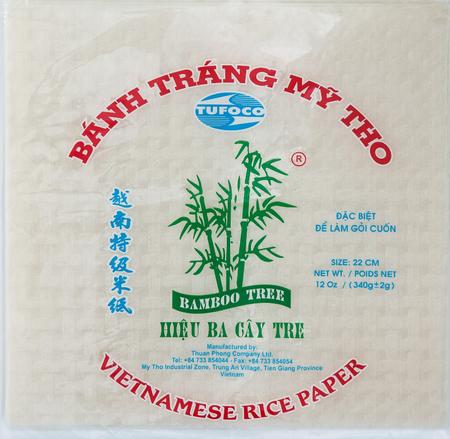 BÁNH TRÁNG MỸ THO
TUFOCO
®
越南特级米纸
ĐẶC BIỆT
ĐỂ LÀM GỎI CUỐN
SIZE: 22 CM
NET WT. / POIDS NET
12 Oz / (340g±2g)
BAMBOO TREE
HIỆU BA CÂY TRE
Manufactured by:
Thuan Phong Company Ltd.
Tel: +84 733 854044 - Fax: +84 733 854054
My Tho Industrial Zone, Trung An Village, Tien Giang Province
Vietnam
VIETNAMESE RICE PAPER